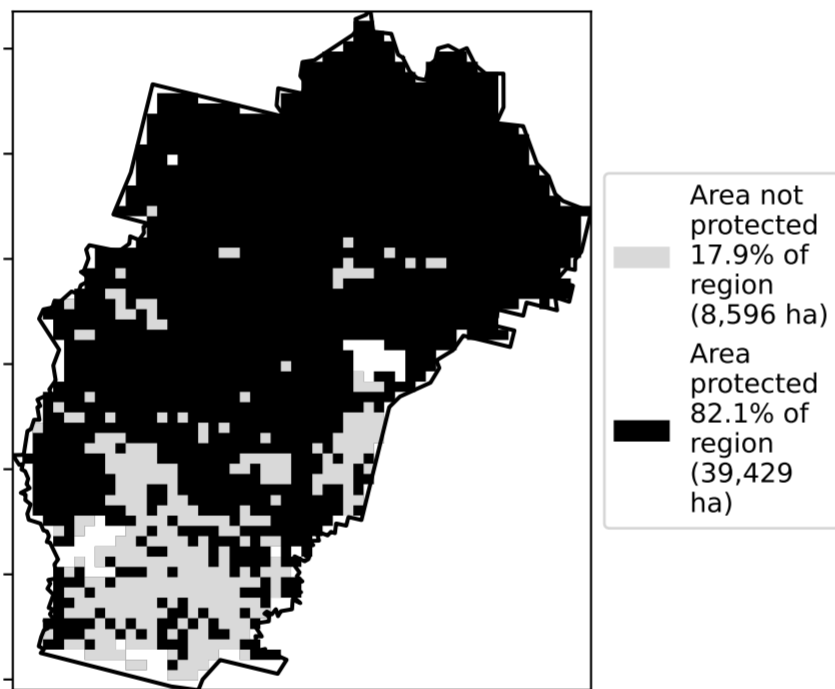 Area not
protected
17.9% of
region
(8,596 ha)
Area
protected
82.1% of
region
(39,429
ha)